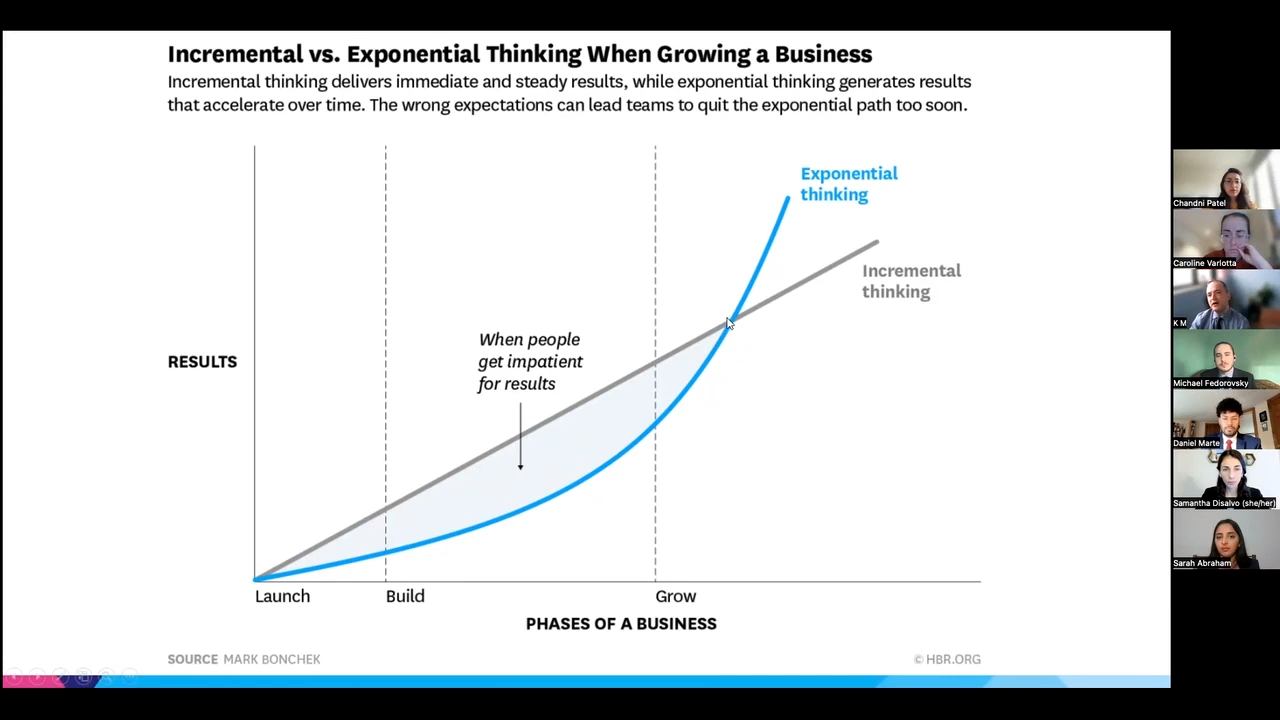 Incremental vs. Exponential Thinking When Growing a Business
Incremental thinking delivers immediate and steady results, while exponential thinking generates results
that accelerate over time. The wrong expectations can lead teams to quit the exponential path too soon.
Exponential
thinking
Incremental
thinking
When people
get impatient
for results
RESULTS
Launch
Build
Grow
PHASES OF A BUSINESS
SOURCE MARK BONCHEK
© HBR.ORG
Chandni Patel
Caroline Varlotta
K M
Michael Fedorovsky
Daniel Marte
Samantha Disalvo (she/her)
Sarah Abraham